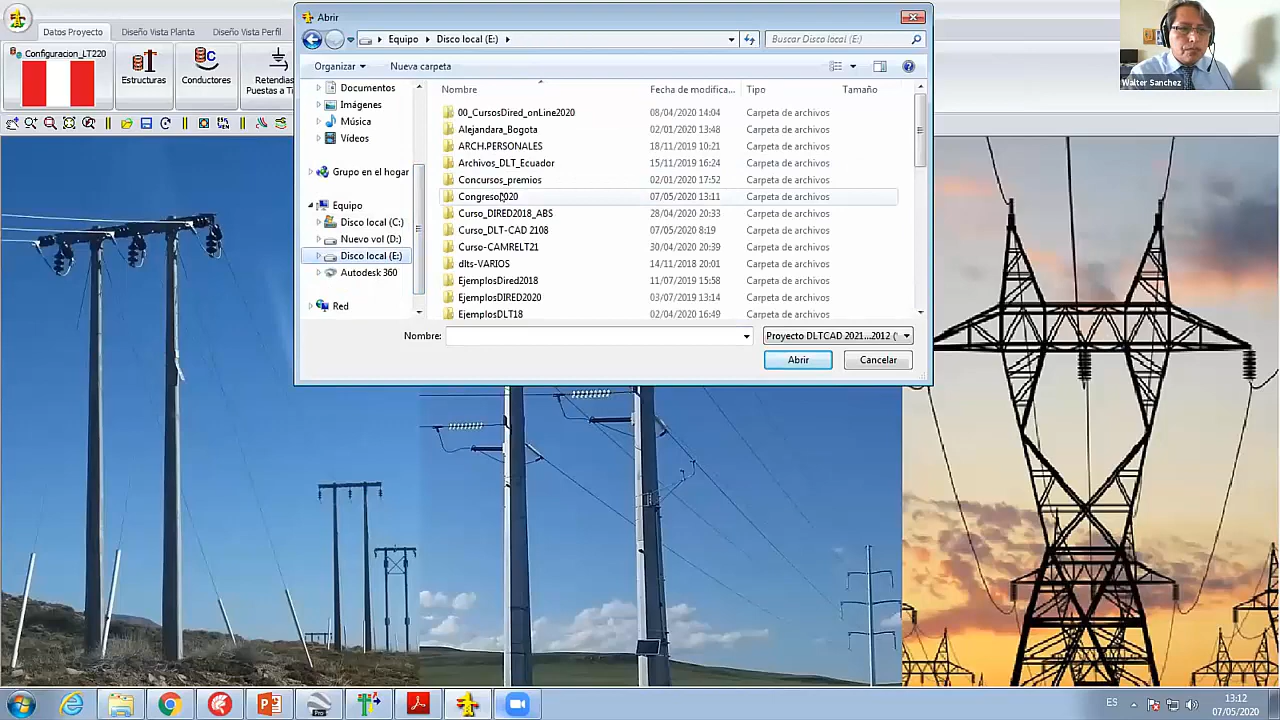 Abrir
Datos Proyecto
Diseño Vista Planta
Diseño Vista Perfil
Configuracion_LT220
Estructuras
Conductores
Retendias
Puestas a Ti
Equipo
Disco local (E:)
Buscar Disco local (E:)
Organizar
Nueva carpeta
Nombre
Fecha de modifica...
Tipo
Tamaño
Documentos
Imágenes
Música
Vídeos
Grupo en el hogar
Equipo
Disco local (C:)
Nuevo vol (D:)
Disco local (E:)
Autodesk 360
Red
00_CursosDired_onLine2020 08/04/2020 14:04 Carpeta de archivos
Alejandara_Bogota 02/01/2020 13:48 Carpeta de archivos
ARCH.PERSONALES 18/11/2019 10:21 Carpeta de archivos
Archivos_DLT_Ecuador 15/11/2019 16:24 Carpeta de archivos
Concursos_premios 02/01/2020 17:52 Carpeta de archivos
Congreso2020 07/05/2020 13:11 Carpeta de archivos
Curso_DIRED2018_ABS 28/04/2020 20:33 Carpeta de archivos
Curso_DLT-CAD 2108 07/05/2020 8:19 Carpeta de archivos
Curso-CAMRELT21 30/04/2020 20:39 Carpeta de archivos
dlts-VARIOS 14/11/2018 20:01 Carpeta de archivos
EjemplosDired2018 11/07/2019 15:58 Carpeta de archivos
EjemplosDIRED2020 03/07/2019 13:14 Carpeta de archivos
EjemplosDLT18 02/04/2020 16:49 Carpeta de archivos
Nombre:
Proyecto DLTCAD 2021...2012 (
Abrir
Cancelar
Walter Sanchez
Pro
ES
13:12
07/05/2020